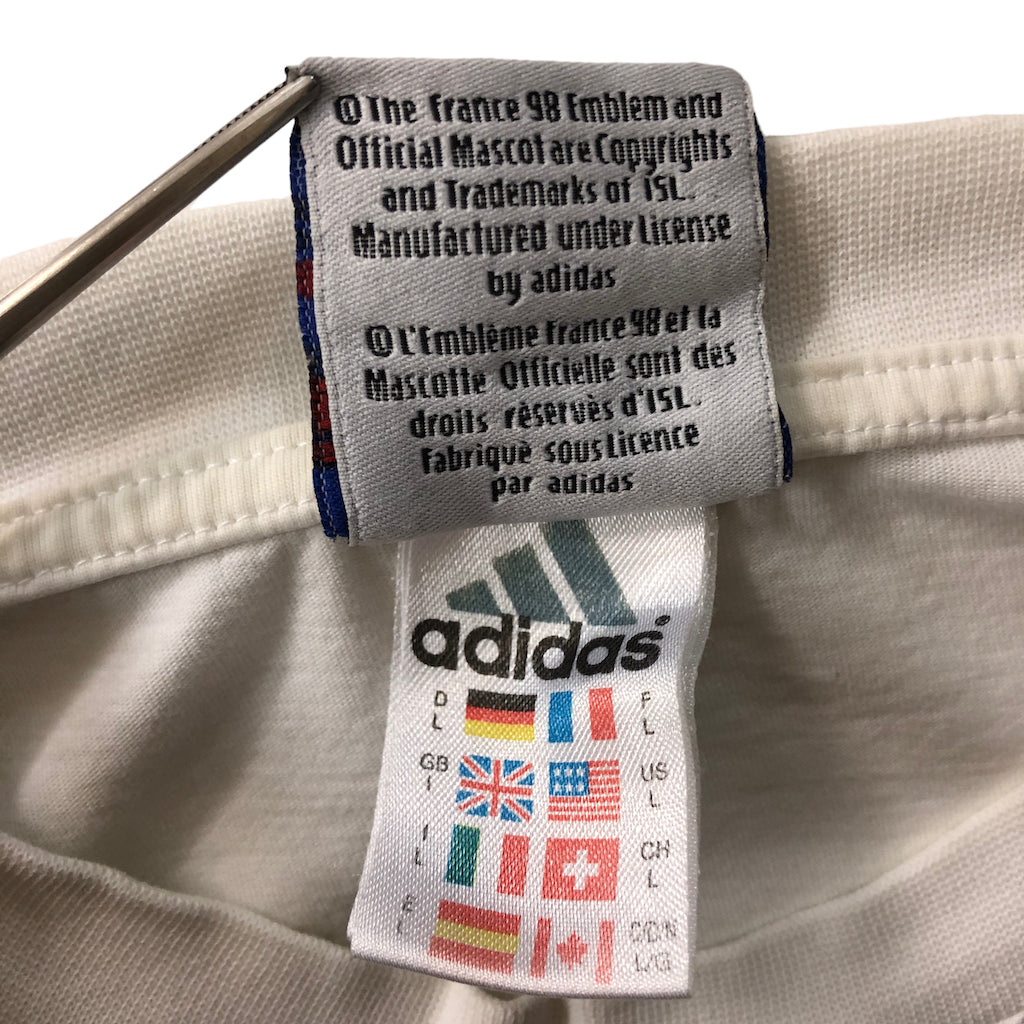 © The France 98 Emblem and
Official Mascot are Copyrights
and Trademarks of ISL.
Manufactured under License
by adidas
© L'Emblème France 98 et la
Mascotte Officielle sont des
droits rèservès d'ISL.
Fabriquè sous Licence
par adidas
adidas
D F
L L
GB US
L
I CH
L L
E CDN
L/G